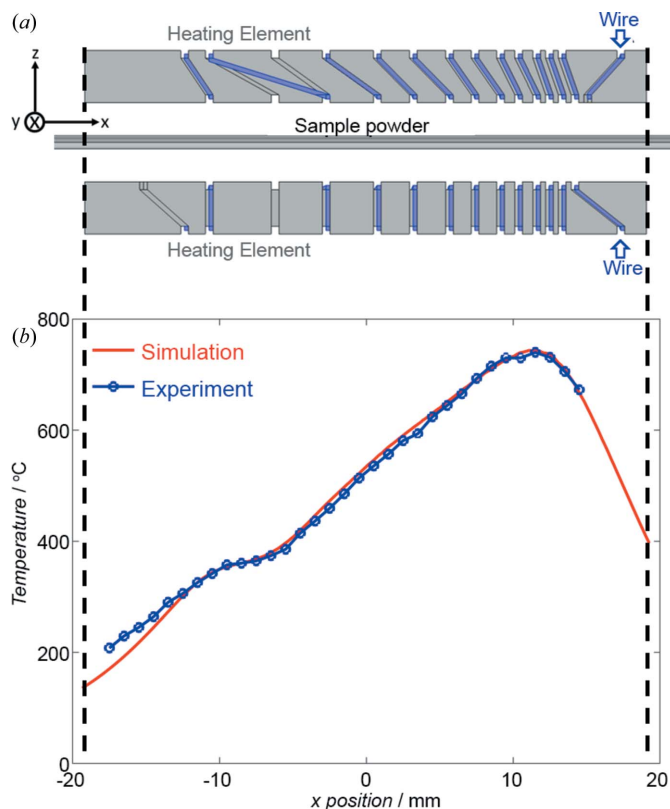 (a)
Heating Element
Wire
z
y
x
Sample powder
Heating Element
Wire
(b)
800
Simulation
Experiment
600
400
200
0
Temperature / °C
-20
-10
0
10
20
x position / mm